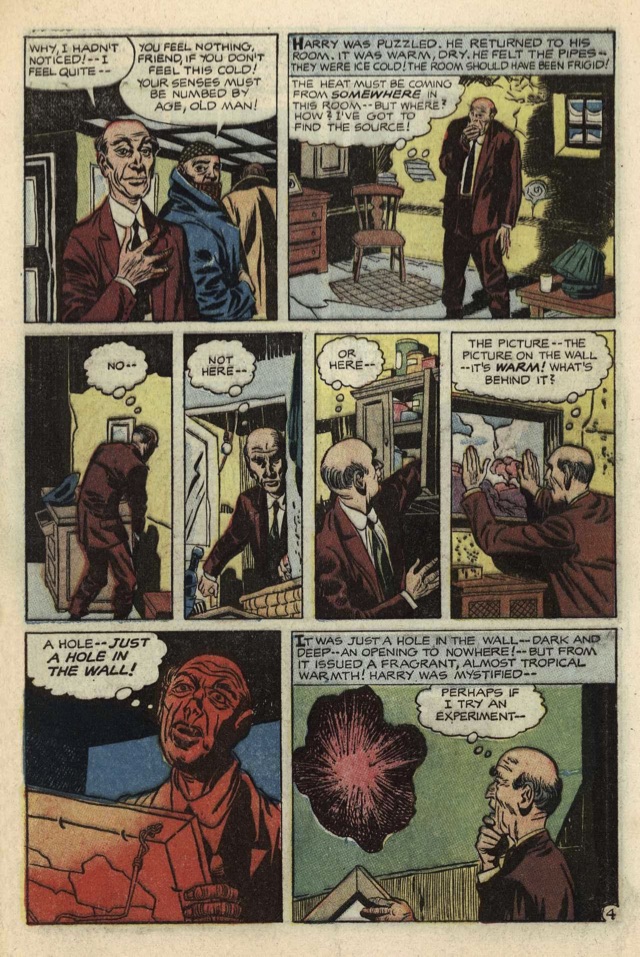 WHY, I HADN'T
NOTICED!--I
FEEL QUITE--
YOU FEEL NOTHING,
FRIEND, IF YOU DON'T
FEEL THIS COLD!
YOUR SENSES MUST
BE NUMBED BY
AGE, OLD MAN!
HARRY WAS PUZZLED. HE RETURNED TO HIS
ROOM. IT WAS WARM, DRY. HE FELT THE PIPES--
THEY WERE ICE COLD! THE ROOM SHOULD HAVE BEEN FRIGID!
THE HEAT MUST BE COMING
FROM SOMEWHERE IN
THIS ROOM--BUT WHERE?
HOW? I'VE GOT TO
FIND THE SOURCE!
NO--
NOT
HERE--
OR
HERE--
THE PICTURE--THE
PICTURE ON THE WALL
--IT'S WARM! WHAT'S
BEHIND IT?
A HOLE--JUST
A HOLE IN
THE WALL!
IT WAS JUST A HOLE IN THE WALL--DARK AND
DEEP--AN OPENING TO NOWHERE!--BUT FROM
IT ISSUED A FRAGRANT, ALMOST TROPICAL
WARMTH! HARRY WAS MYSTIFIED--
PERHAPS IF
I TRY AN
EXPERIMENT--
4